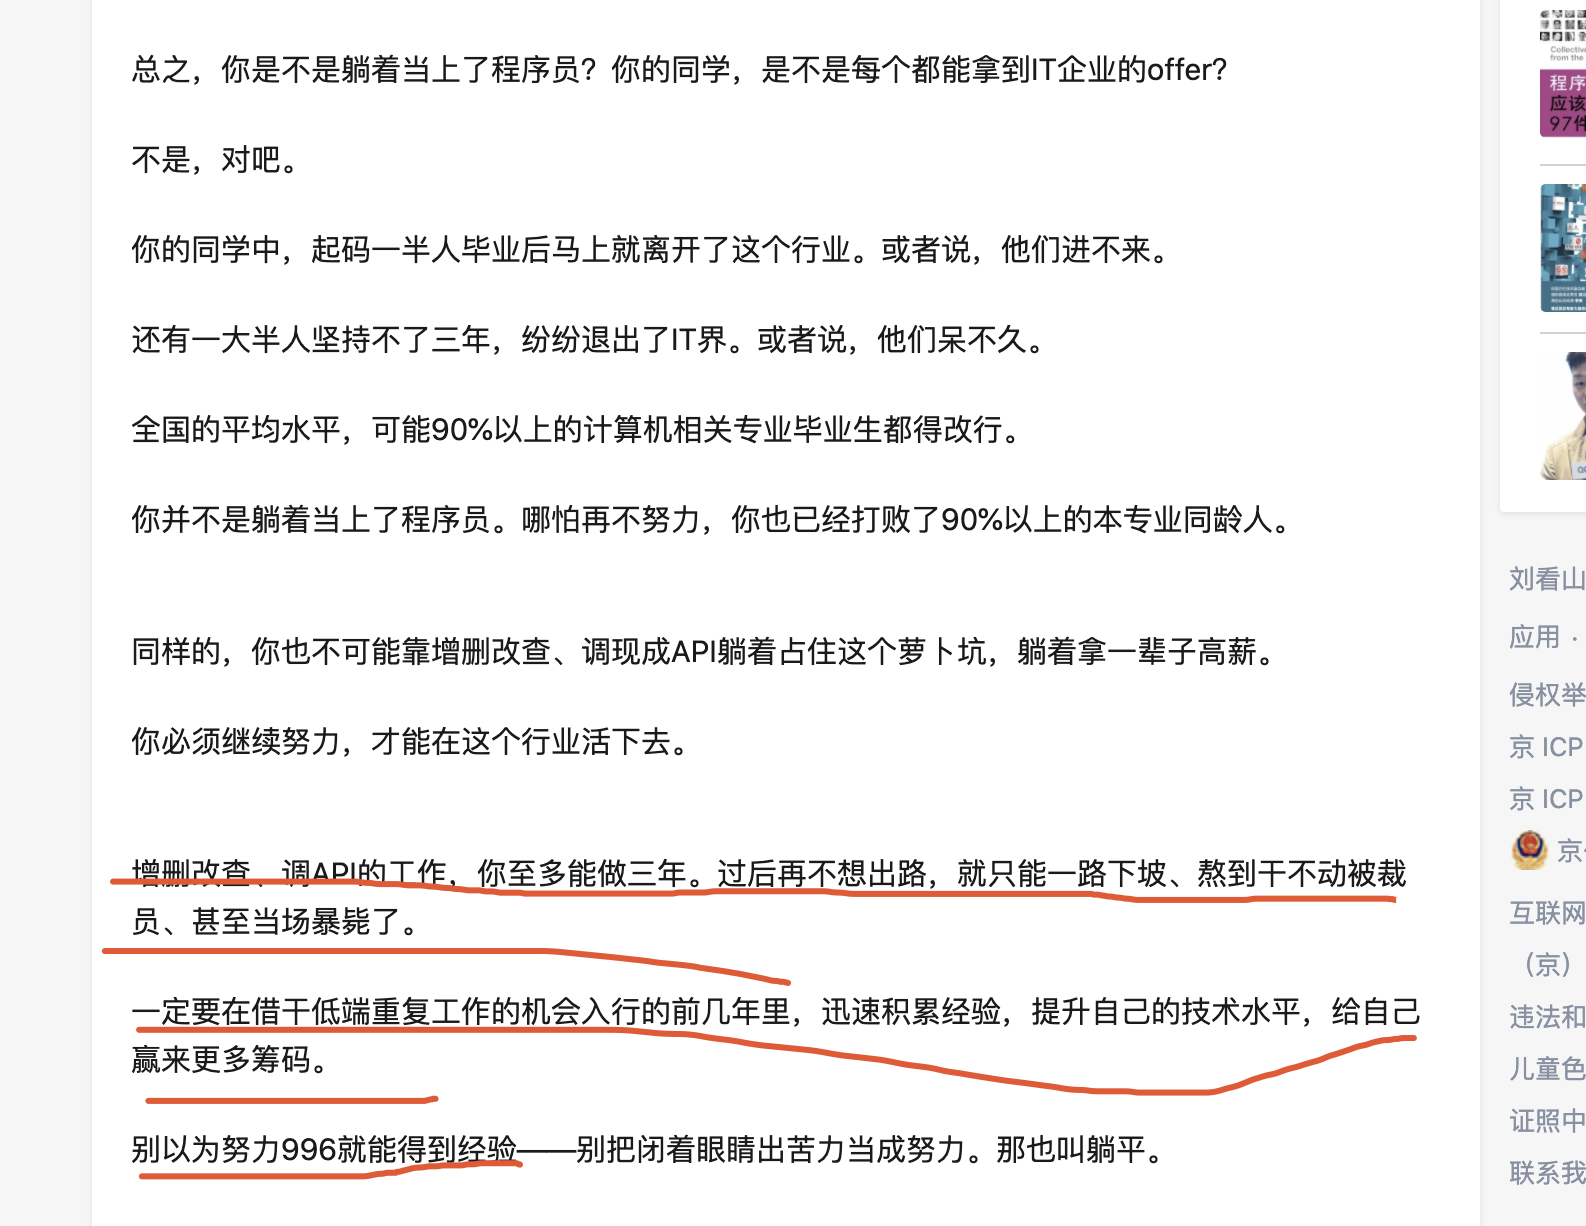 总之，你是不是躺着当上了程序员？你的同学，是不是每个都能拿到IT企业的offer？
不是，对吧。
你的同学中，起码一半人毕业后马上就离开了这个行业。或者说，他们进不来。
还有一大半人坚持不了三年，纷纷退出了IT界。或者说，他们呆不久。
全国的平均水平，可能90%以上的计算机相关专业毕业生都得改行。
你并不是躺着当上了程序员。哪怕再不努力，你也已经打败了90%以上的本专业同龄人。
同样的，你也不可能靠增删改查、调现成API躺着占住这个萝卜坑，躺着拿一辈子高薪。
你必须继续努力，才能在这个行业活下去。
增删改查、调API的工作，你至多能做三年。过后再不想出路，就只能一路下坡、熬到干不动被裁
员、甚至当场暴毙了。
一定要在借干低端重复工作的机会入行的前几年里，迅速积累经验，提升自己的技术水平，给自己
赢来更多筹码。
别以为努力996就能得到经验——别把闭着眼睛出苦力当成努力。那也叫躺平。
Collective
from the
程序
应该
97件
刘看山
应用 ·
侵权举
京 ICP
京 ICP
京
互联网
（京）
违法和
儿童色
证照中
联系我